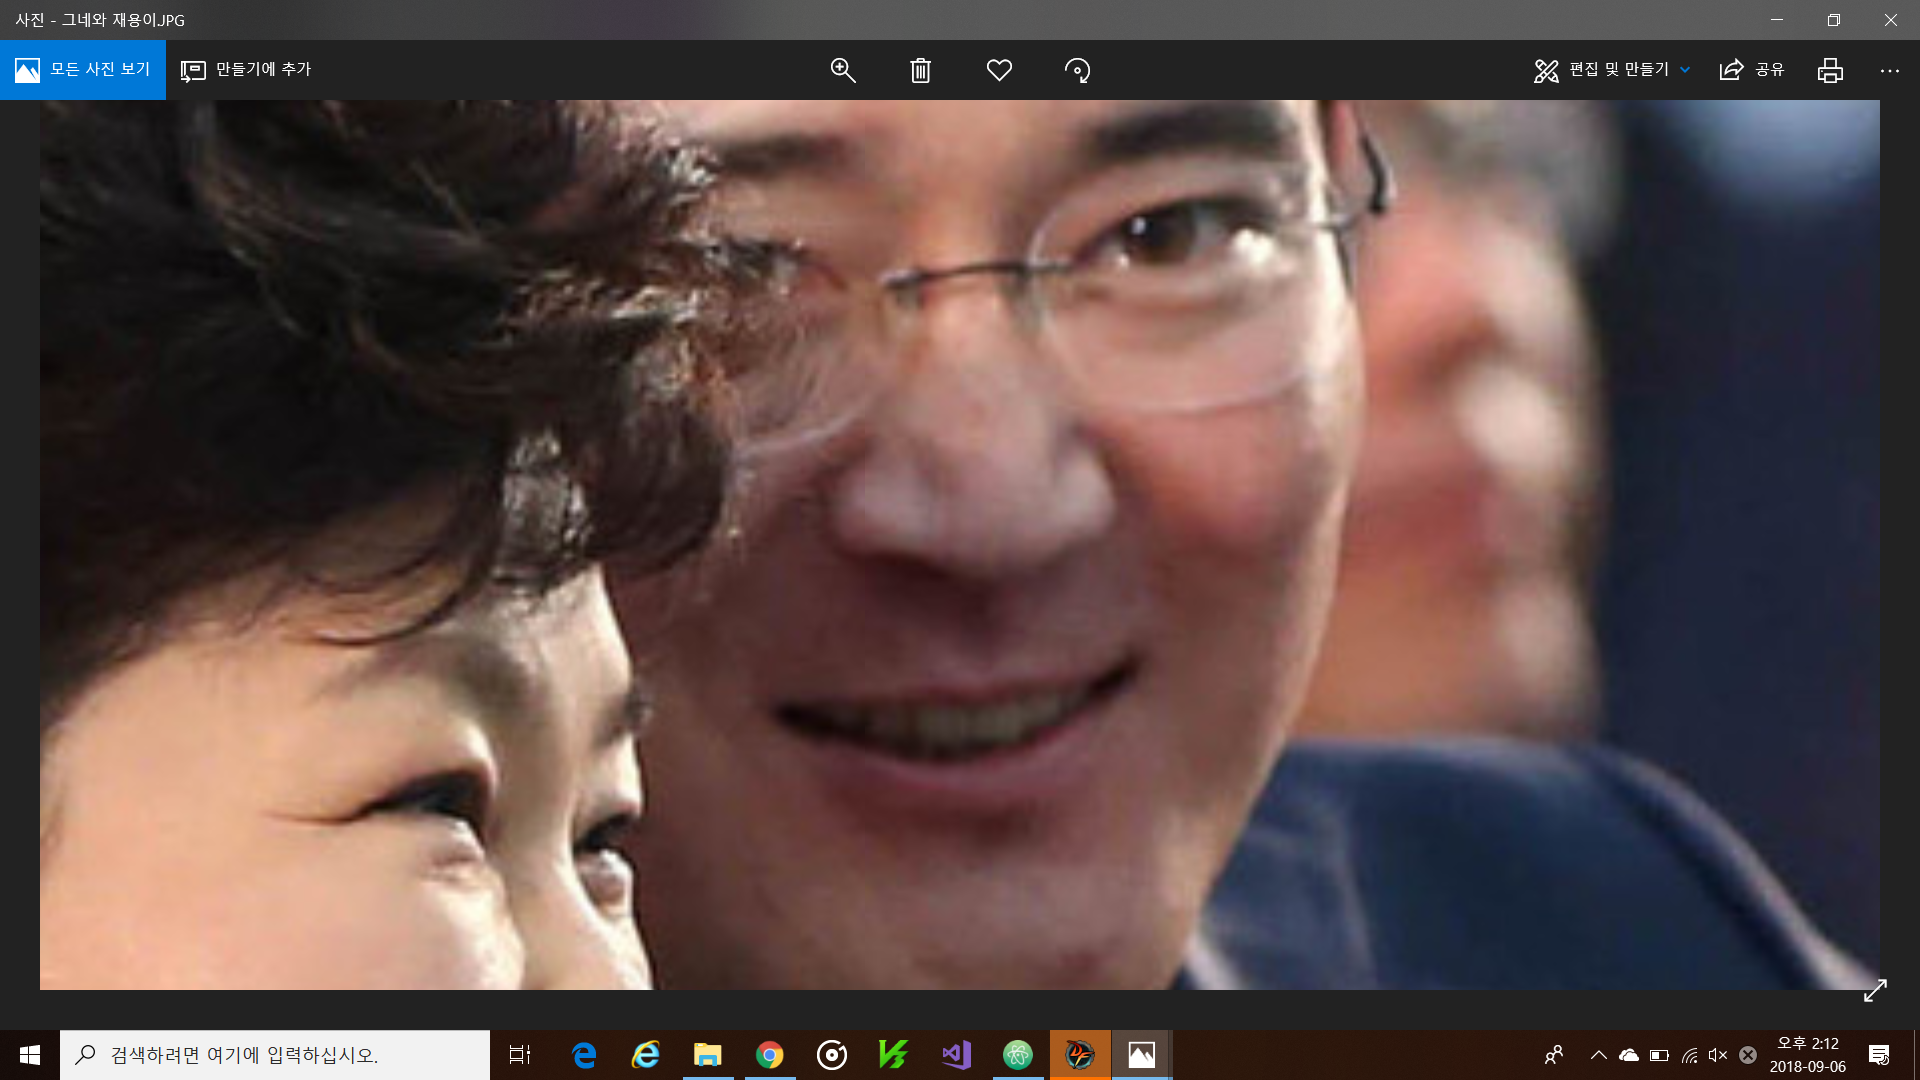 사진 - 그네와 재용이.JPG
모든 사진 보기
만들기에 추가
편집 및 만들기
공유
검색하려면 여기에 입력하십시오.
오후 2:12
2018-09-06